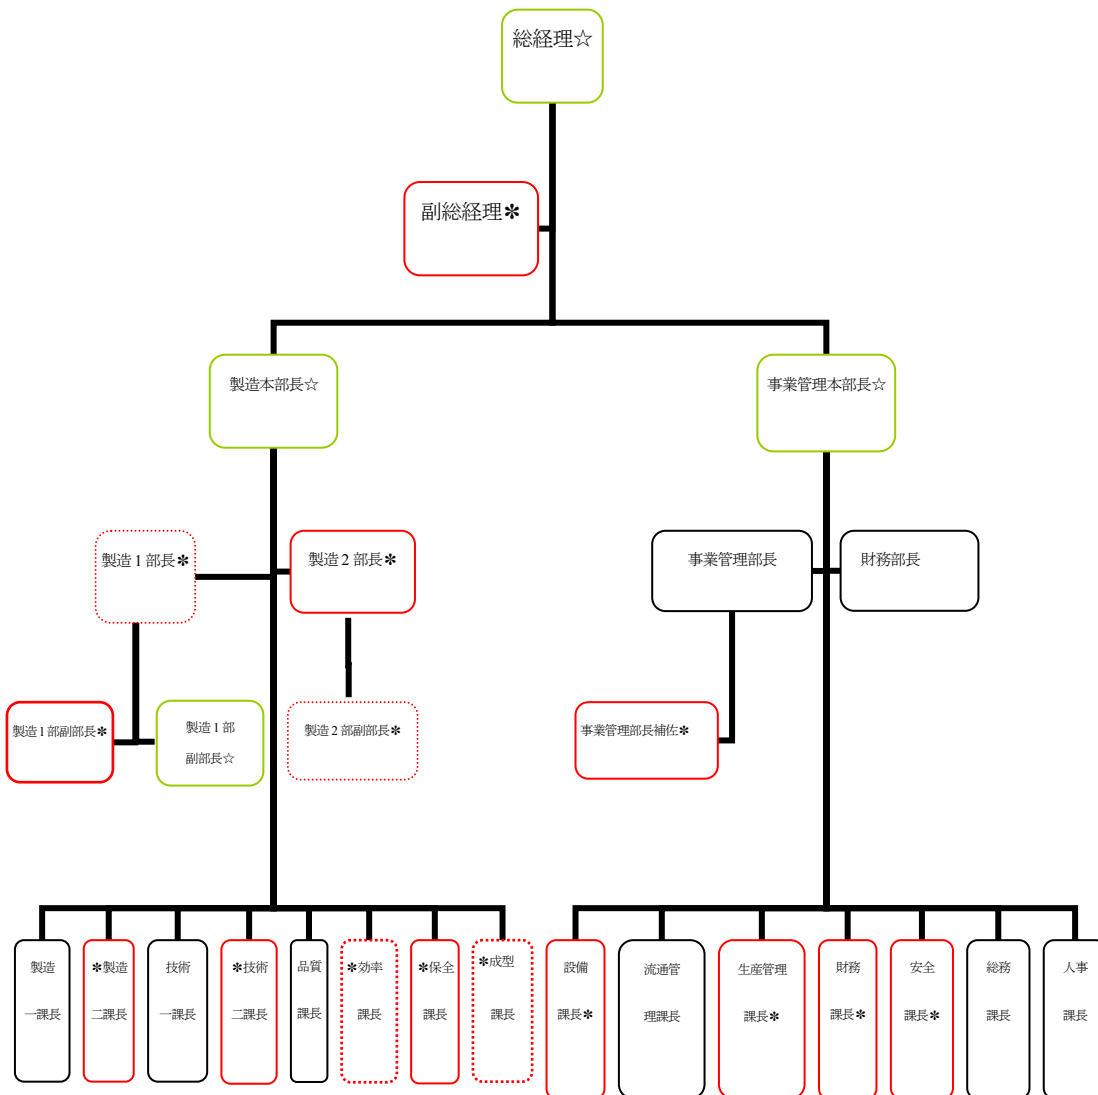 総経理☆
副総経理✽
製造本部長☆
事業管理本部長☆
製造1部長✽
製造2部長✽
事業管理部長
財務部長
製造1部副部長✽
製造1部
副部長☆
製造2部副部長✽
事業管理部長補佐✽
製造
一課長
✽製造
二課長
技術
一課長
✽技術
二課長
品質
課長
✽効率
課長
✽保全
課長
✽成型
課長
設備
課長✽
流通管
理課長
生産管理
課長✽
財務
課長✽
安全
課長✽
総務
課長
人事
課長